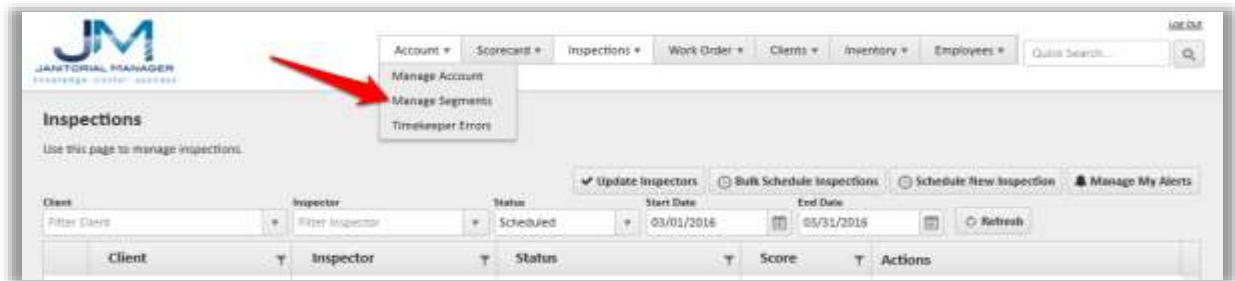 Log Out
JM
JANITORIAL MANAGER
Account Scorecard Inspections Work Order Clients Inventory Employees Quick Search...
Manage Account
Manage Segments
Timekeeper Errors
Inspections
Use this page to manage inspections.
Update Inspectors Bulk Schedule Inspections Schedule New Inspection Manage My Alerts
Client Inspector Status Start Date End Date
Filter Client Filter Inspector Scheduled 03/01/2016 03/31/2016 Refresh
Client Inspector Status Score Actions